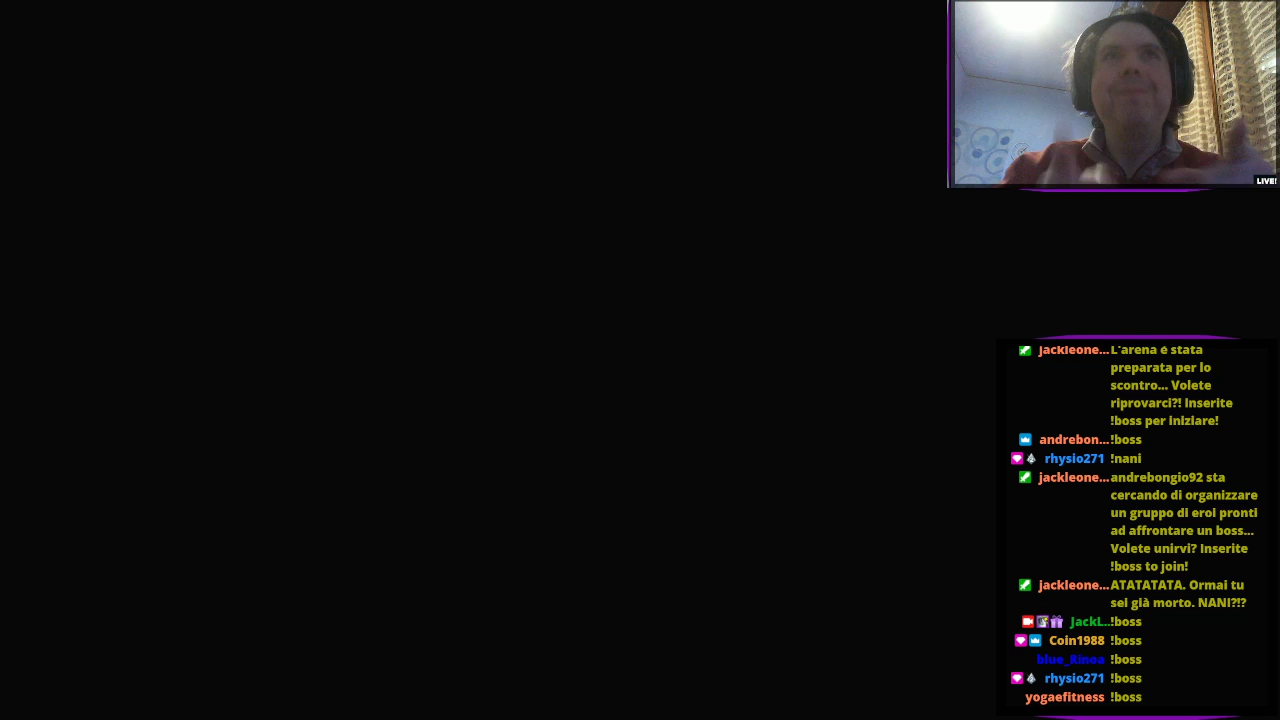 LIVE!
jackleone... L'arena è stata
preparata per lo
scontro... Volete
riprovarci?! Inserite
!boss per iniziare!
andrebon... !boss
rhysio271 !nani
jackleone... andrebongio92 sta
cercando di organizzare
un gruppo di eroi pronti
ad affrontare un boss...
Volete unirvi? Inserite
!boss to join!
jackleone... ATATATATA. Ormai tu
sei già morto. NANI?!?
JackL... !boss
Coin1988 !boss
blue_Rinoa !boss
rhysio271 !boss
yogaefitness !boss